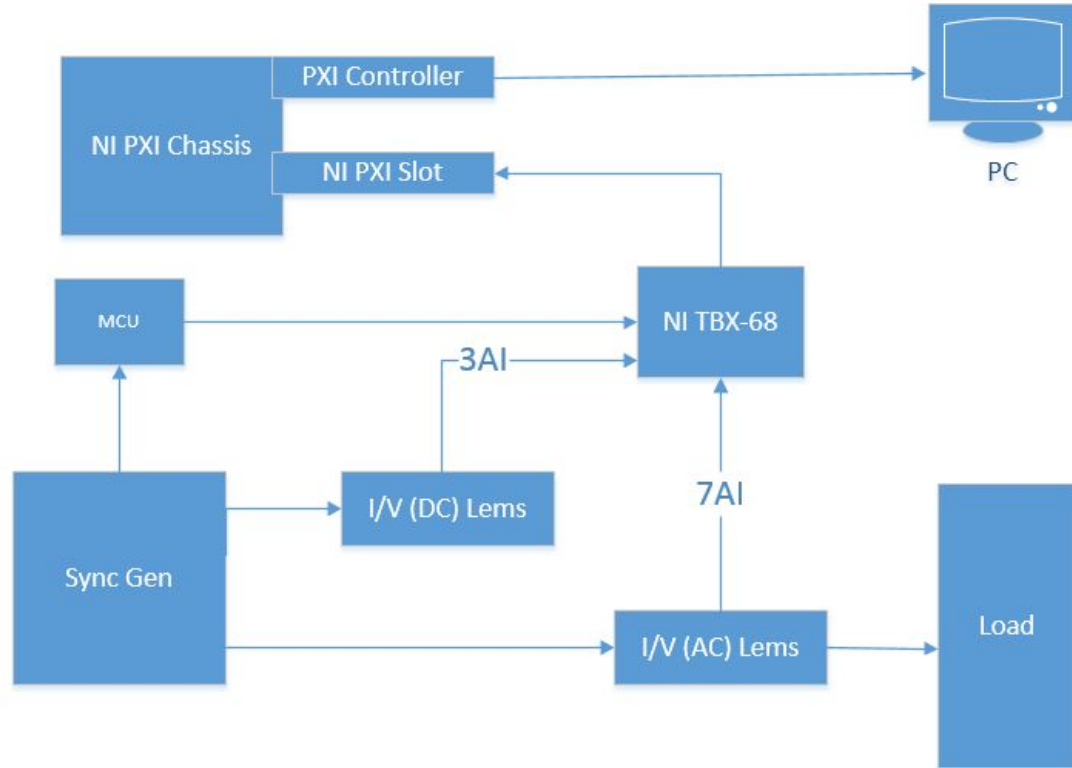 PXI Controller
NI PXI Chassis
NI PXI Slot
PC
MCU
NI TBX-68
3AI
I/V (DC) Lems
7AI
Sync Gen
I/V (AC) Lems
Load